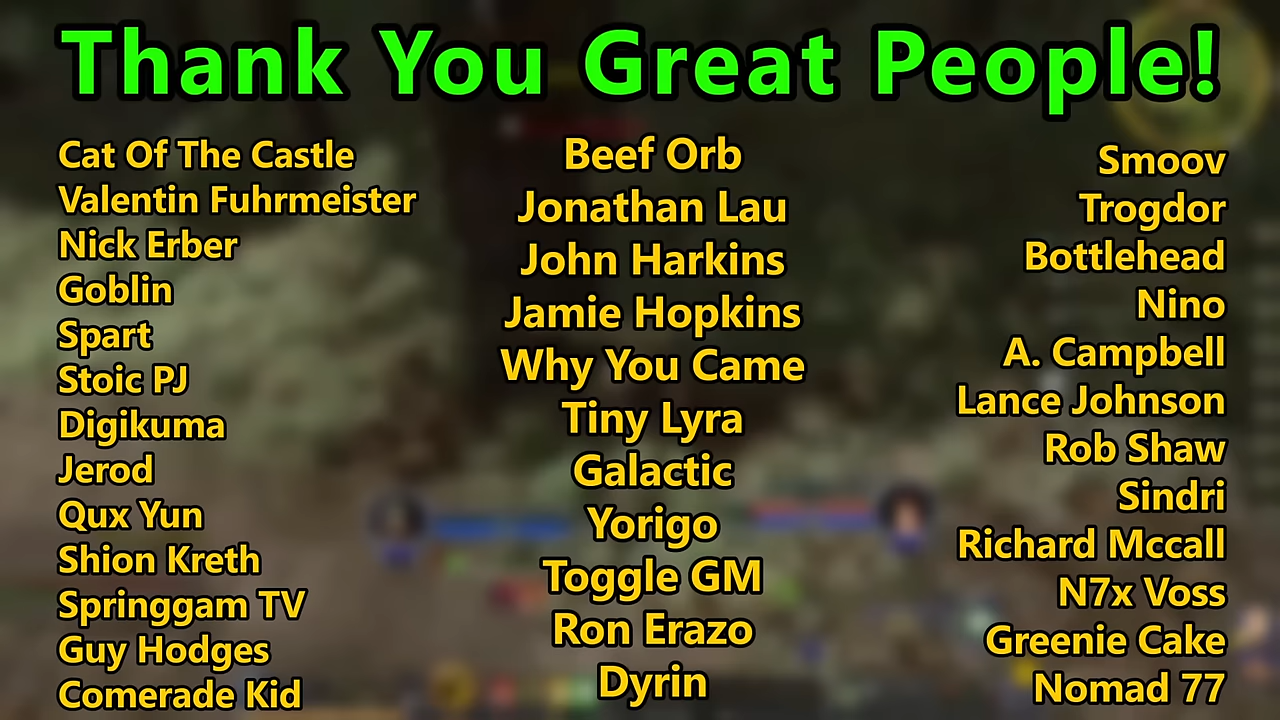 Thank You Great People!
Cat Of The Castle
Valentin Fuhrmeister
Nick Erber
Goblin
Spart
Stoic PJ
Digikuma
Jerod
Qux Yun
Shion Kreth
Springgam TV
Guy Hodges
Comerade Kid
Beef Orb
Jonathan Lau
John Harkins
Jamie Hopkins
Why You Came
Tiny Lyra
Galactic
Yorigo
Toggle GM
Ron Erazo
Dyrin
Smoov
Trogdor
Bottlehead
Nino
A. Campbell
Lance Johnson
Rob Shaw
Sindri
Richard Mccall
N7x Voss
Greenie Cake
Nomad 77